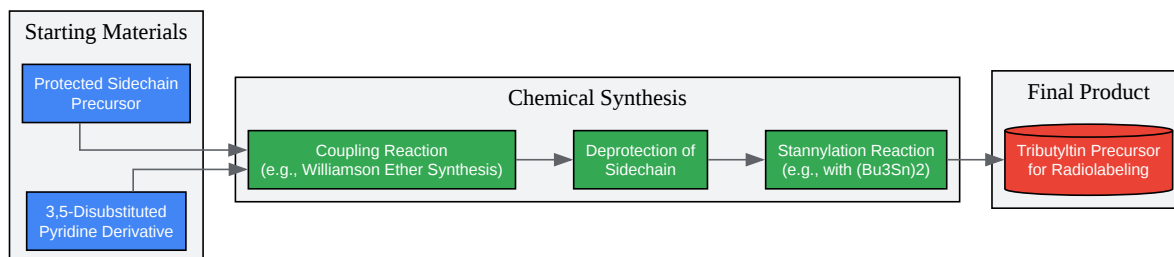 Starting Materials
Protected Sidechain
Precursor
3,5-Disubstituted
Pyridine Derivative
Chemical Synthesis
Coupling Reaction
(e.g., Williamson Ether Synthesis)
Deprotection of
Sidechain
Stannylation Reaction
(e.g., with (Bu3Sn)2)
Final Product
Tributyltin Precursor
for Radiolabeling